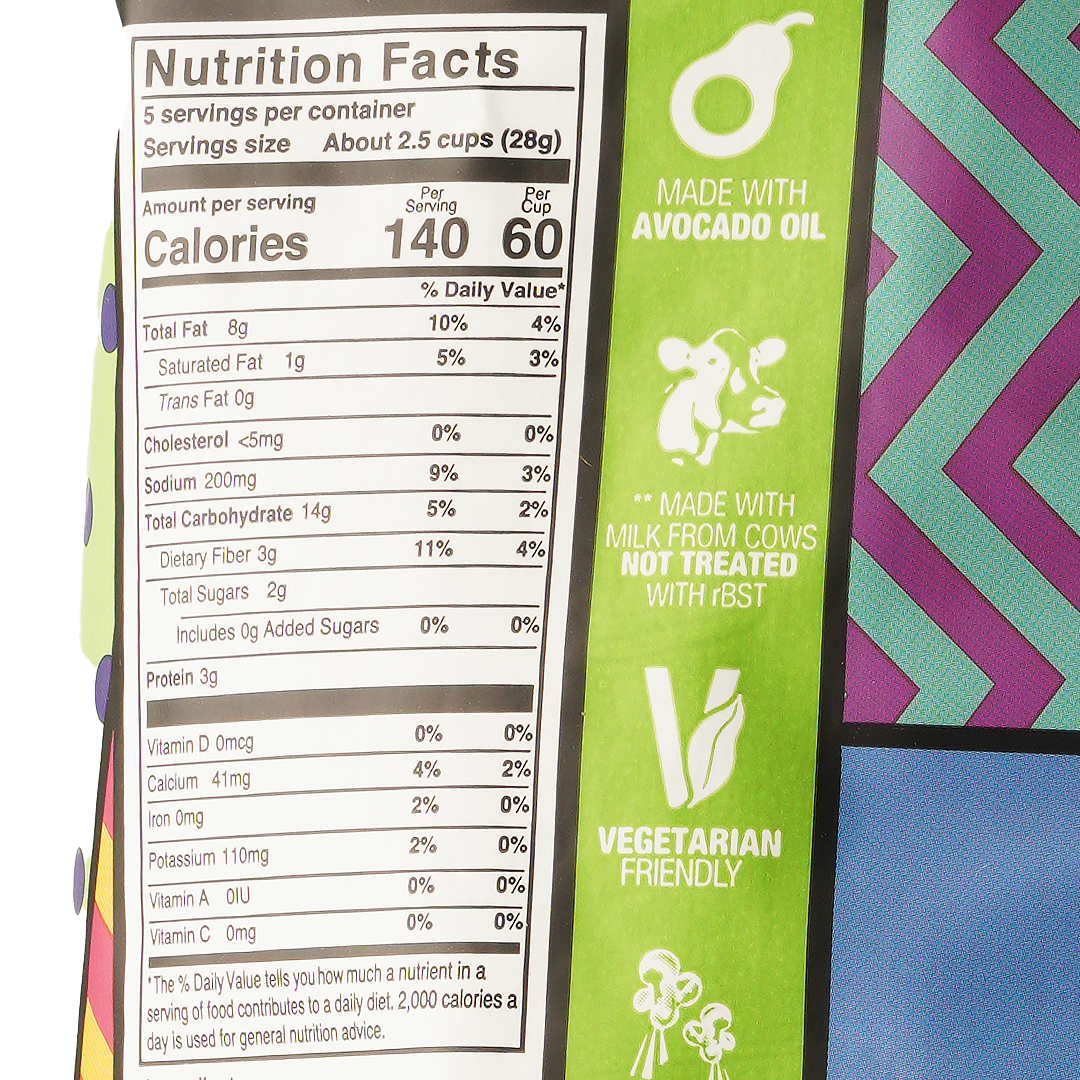 Nutrition Facts
5 servings per container
Servings size About 2.5 cups (28g)
Amount per serving Per Serving Per Cup
Calories 140 60
% Daily Value*
Total Fat 8g 10% 4%
Saturated Fat 1g 5% 3%
Trans Fat 0g
Cholesterol <5mg 0% 0%
Sodium 200mg 9% 3%
Total Carbohydrate 14g 5% 2%
Dietary Fiber 3g 11% 4%
Total Sugars 2g
Includes 0g Added Sugars 0% 0%
Protein 3g
Vitamin D 0mcg 0% 0%
Calcium 41mg 4% 2%
Iron 0mg 2% 0%
Potassium 110mg 2% 0%
Vitamin A 0IU 0% 0%
Vitamin C 0mg 0% 0%
*The % Daily Value tells you how much a nutrient in a
serving of food contributes to a daily diet. 2,000 calories a
day is used for general nutrition advice.
MADE WITH
AVOCADO OIL
** MADE WITH
MILK FROM COWS
NOT TREATED
WITH rBST
VEGETARIAN
FRIENDLY